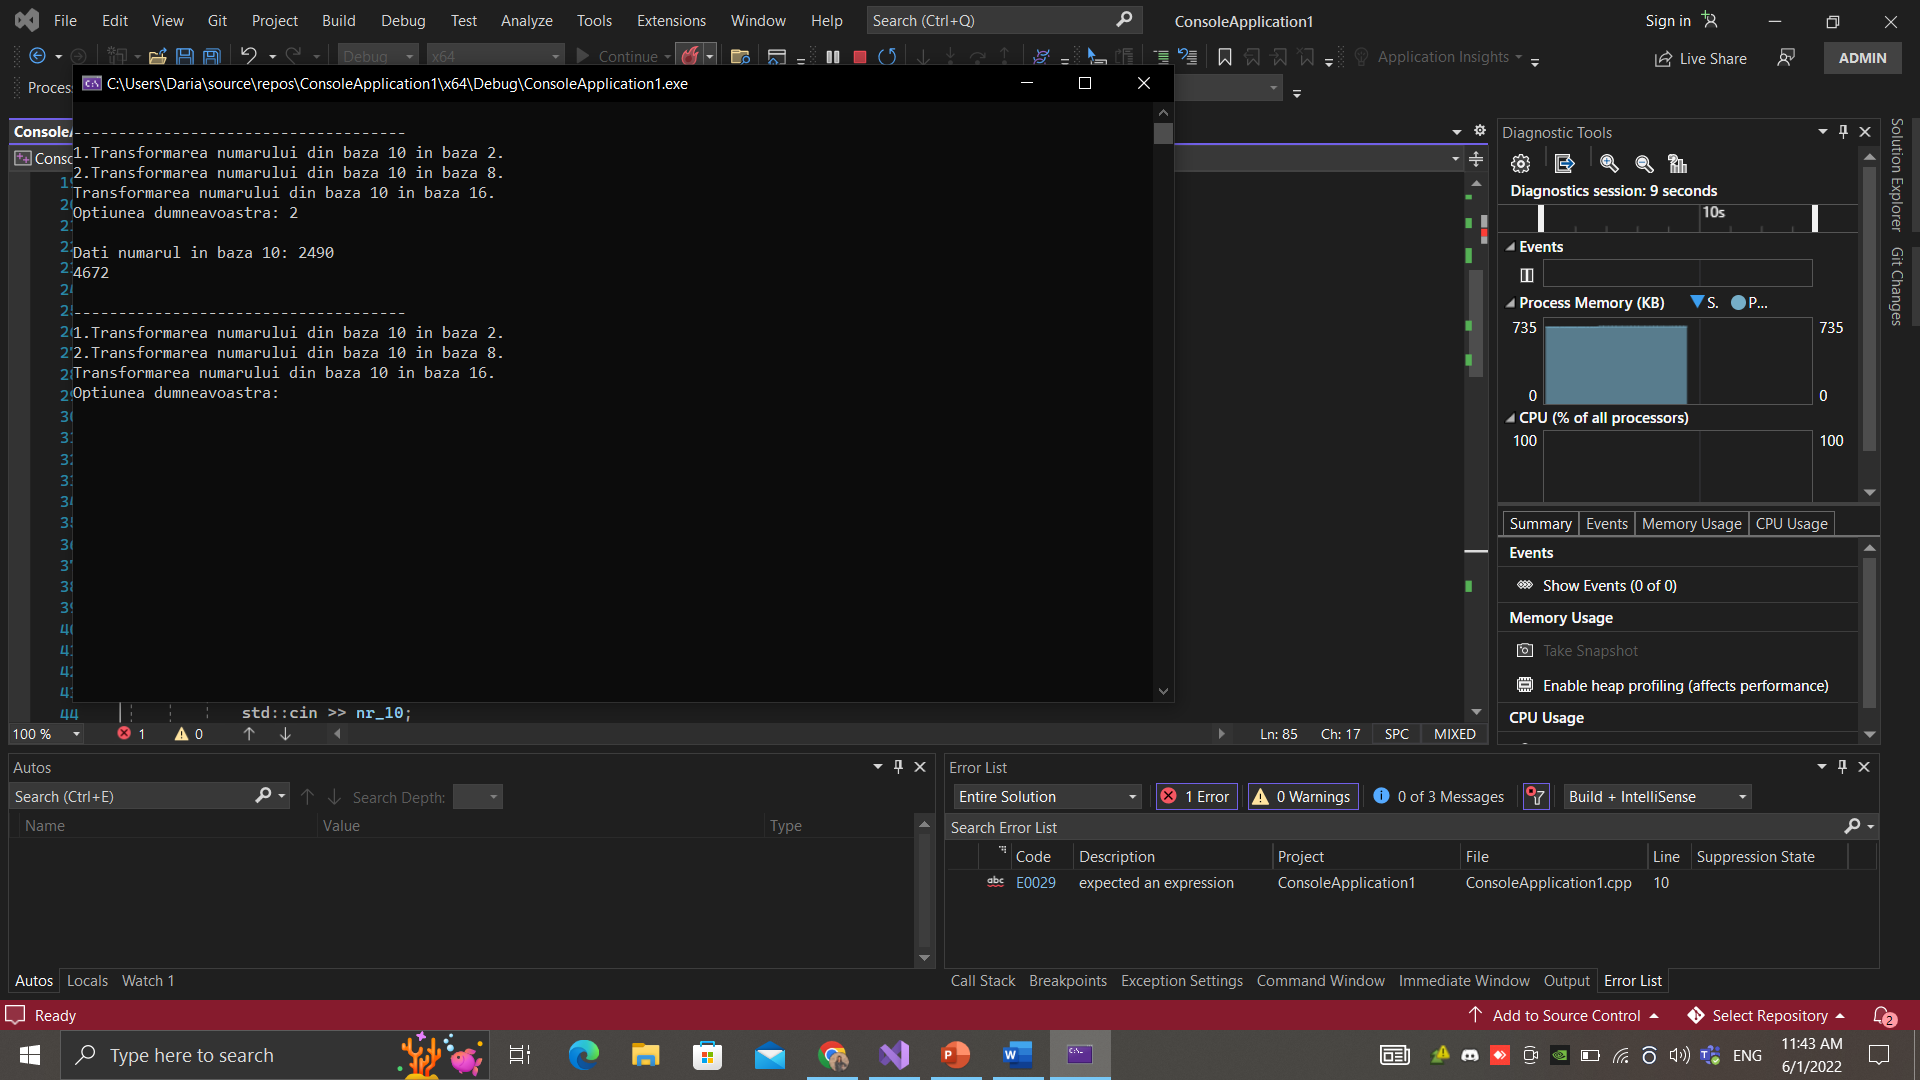 File Edit View Git Project Build Debug Test Analyze Tools Extensions Window Help Search (Ctrl+Q) ConsoleApplication1 Sign in
Debug x64 Continue Application Insights Live Share ADMIN
Process
C:\Users\Daria\source\repos\ConsoleApplication1\x64\Debug\ConsoleApplication1.exe
-------------------------------------
1.Transformarea numarului din baza 10 in baza 2.
2.Transformarea numarului din baza 10 in baza 8.
Transformarea numarului din baza 10 in baza 16.
Optiunea dumneavoastra: 2
Dati numarul in baza 10: 2490
4672
-------------------------------------
1.Transformarea numarului din baza 10 in baza 2.
2.Transformarea numarului din baza 10 in baza 8.
Transformarea numarului din baza 10 in baza 16.
Optiunea dumneavoastra:
44 std::cin >> nr_10;
100 % 1 0 Ln: 85 Ch: 17 SPC MIXED
Diagnostic Tools
Diagnostics session: 9 seconds
10s
Events
Process Memory (KB) S. P...
735 735
0 0
CPU (% of all processors)
100 100
Summary Events Memory Usage CPU Usage
Events
Show Events (0 of 0)
Memory Usage
Take Snapshot
Enable heap profiling (affects performance)
CPU Usage
Solution Explorer
Git Changes
Autos
Search (Ctrl+E) Search Depth:
Name Value Type
Autos Locals Watch 1
Error List
Entire Solution 1 Error 0 Warnings 0 of 3 Messages Build + IntelliSense
Search Error List
Code Description Project File Line Suppression State
abc E0029 expected an expression ConsoleApplication1 ConsoleApplication1.cpp 10
Call Stack Breakpoints Exception Settings Command Window Immediate Window Output Error List
Ready Add to Source Control Select Repository 2
Type here to search ENG 11:43 AM
6/1/2022